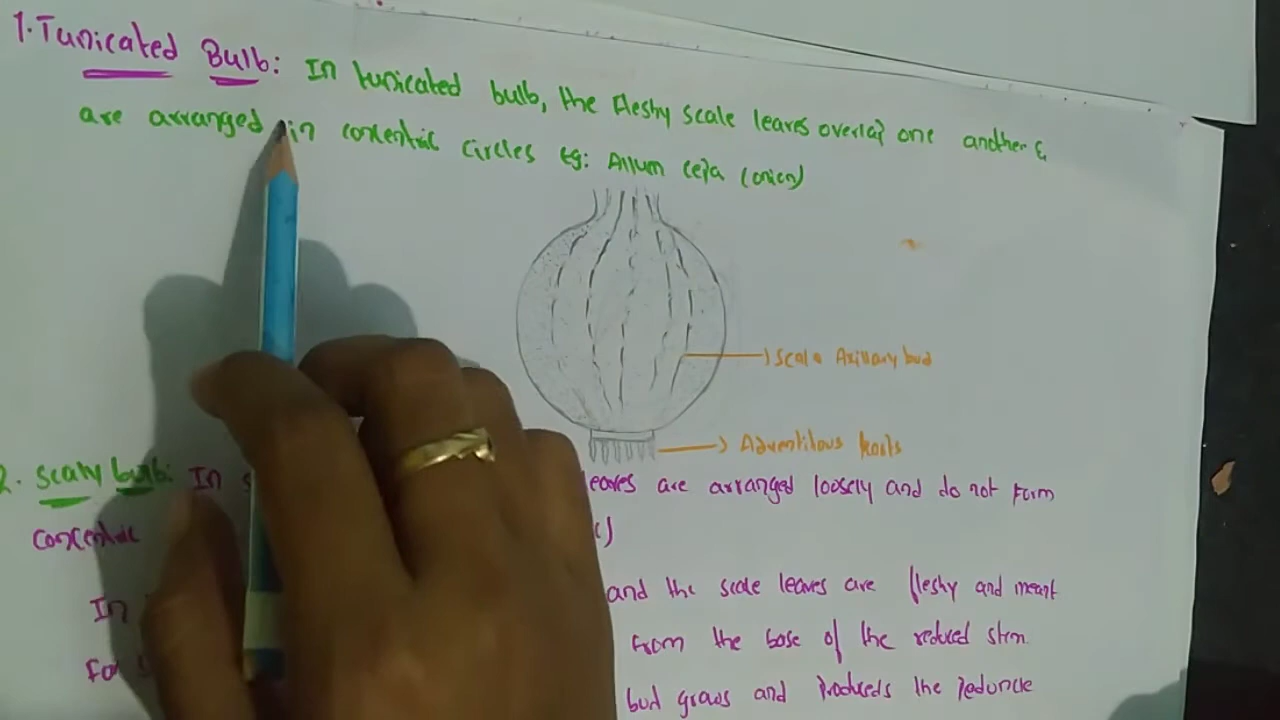 1. Tunicated Bulb: In tunicated bulb, the fleshy scale leaves overlap one another &
are arranged in concentric circles Eg: Allum cepa (onion)
Scale Axillary bud
Adventitous Roots
2. Scaly bulb: In leaves are arranged loosely and do not form
concentric
In and the scale leaves are fleshy and meant
For from the base of the reduced stem.
bud grows and Produces the Peduncle